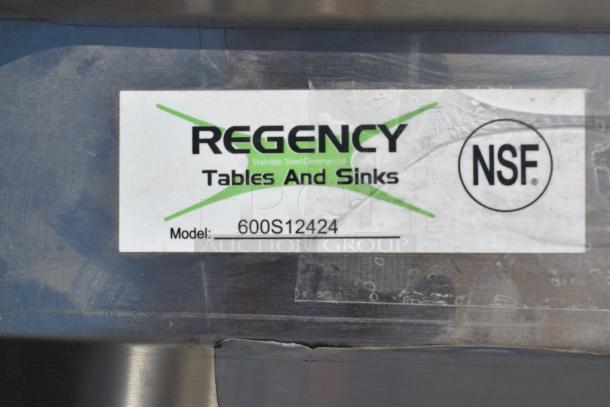 REGENCY
Stainless Steel Commercial
Tables And Sinks
NSF®
Model: 600S12424
AUCTION GROUP